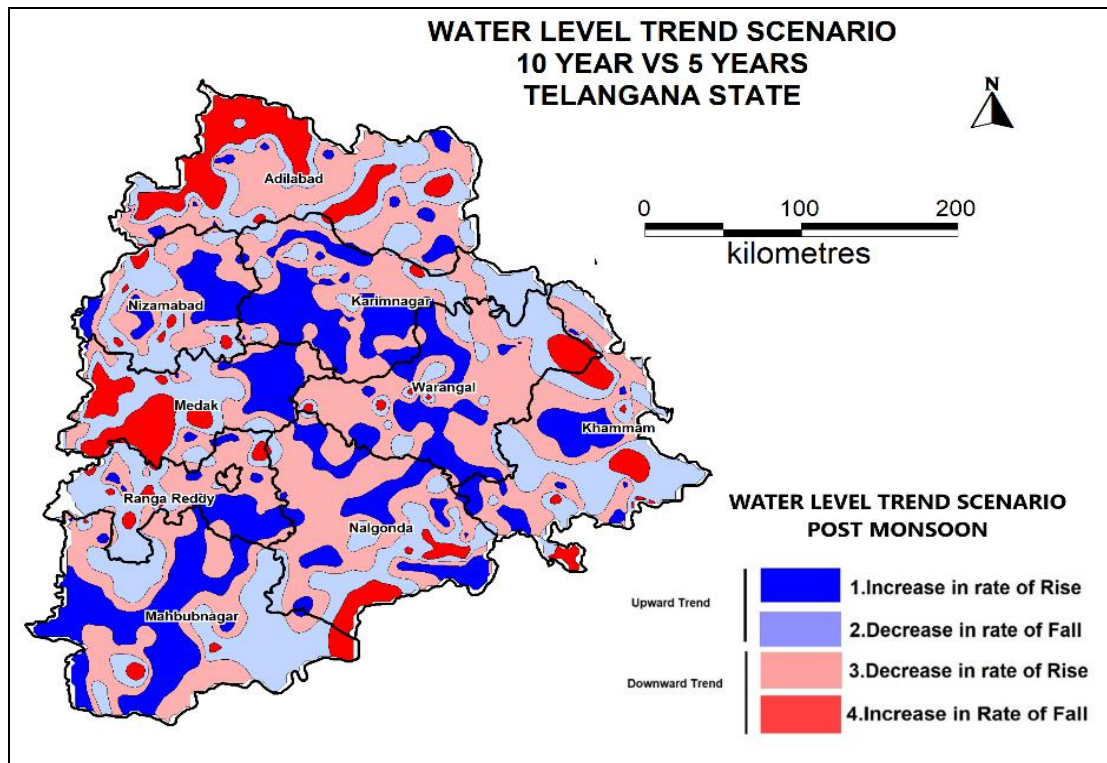 WATER LEVEL TREND SCENARIO
10 YEAR VS 5 YEARS
TELANGANA STATE
N
0 100 200
kilometres
Adilabad
Nizamabad
Karimnagar
Warangal
Medak
Khammam
Ranga Reddy
Nalgonda
Mahbubnagar
WATER LEVEL TREND SCENARIO
POST MONSOON
Upward Trend
1.Increase in rate of Rise
2.Decrease in rate of Fall
Downward Trend
3.Decrease in rate of Rise
4.Increase in Rate of Fall